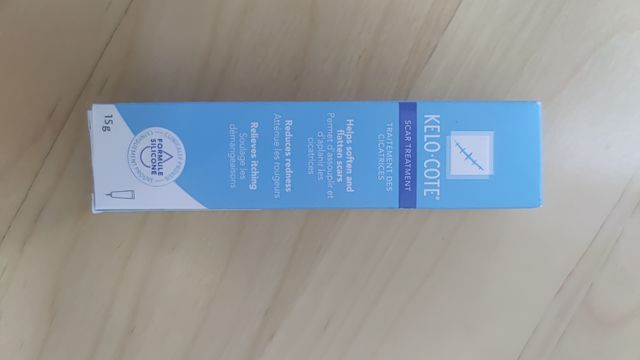 KELO·COTE®
SCAR TREATMENT
TRAITEMENT DES
CICATRICES
Helps soften and
flatten scars
Permet d'assouplir et
d'aplanir les
cicatrices
Reduces redness
Atténue les rougeurs
Relieves itching
Soulage les
démangeaisons
FORMULE
SILICONE
15g